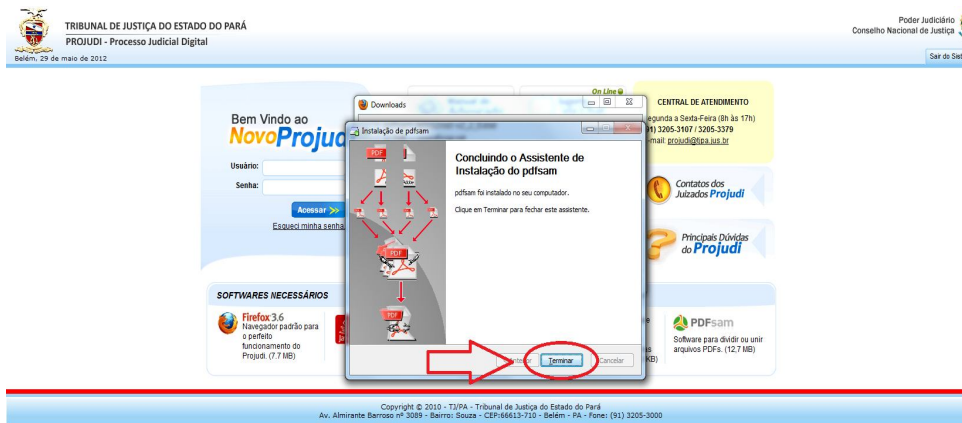 TRIBUNAL DE JUSTIÇA DO ESTADO DO PARÁ
PROJUDI - Processo Judicial Digital
Belém, 29 de maio de 2012
Poder Judiciário
Conselho Nacional de Justiça
Sair do Sist
Bem Vindo ao
NovoProjud
Usuário:
Senha:
Acessar >>
Esqueci minha senha
On Line
Downloads
Instalação de pdfsam
PDF
Concluindo o Assistente de
Instalação do pdfsam
pdfsam foi instalado no seu computador.
Clique em Terminar para fechar este assistente.
PDF
PDF
Terminar
Cancelar
CENTRAL DE ATENDIMENTO
egunda a Sexta-Feira (8h às 17h)
91) 3205-3107 / 3205-3379
-mail: projudi@tjpa.jus.br
Contatos dos
Juizados Projudi
Principais Dúvidas
do Projudi
SOFTWARES NECESSÁRIOS
Firefox 3.6
Navegador padrão para
o perfeito
funcionamento do
Projudi. (7.7 MB)
KB)
PDFsam
Software para dividir ou unir
arquivos PDFs. (12,7 MB)
Copyright © 2010 - TJ/PA - Tribunal de Justiça do Estado do Pará
Av. Almirante Barroso nº 3089 - Bairro: Souza - CEP:66613-710 - Belém - PA - Fone: (91) 3205-3000